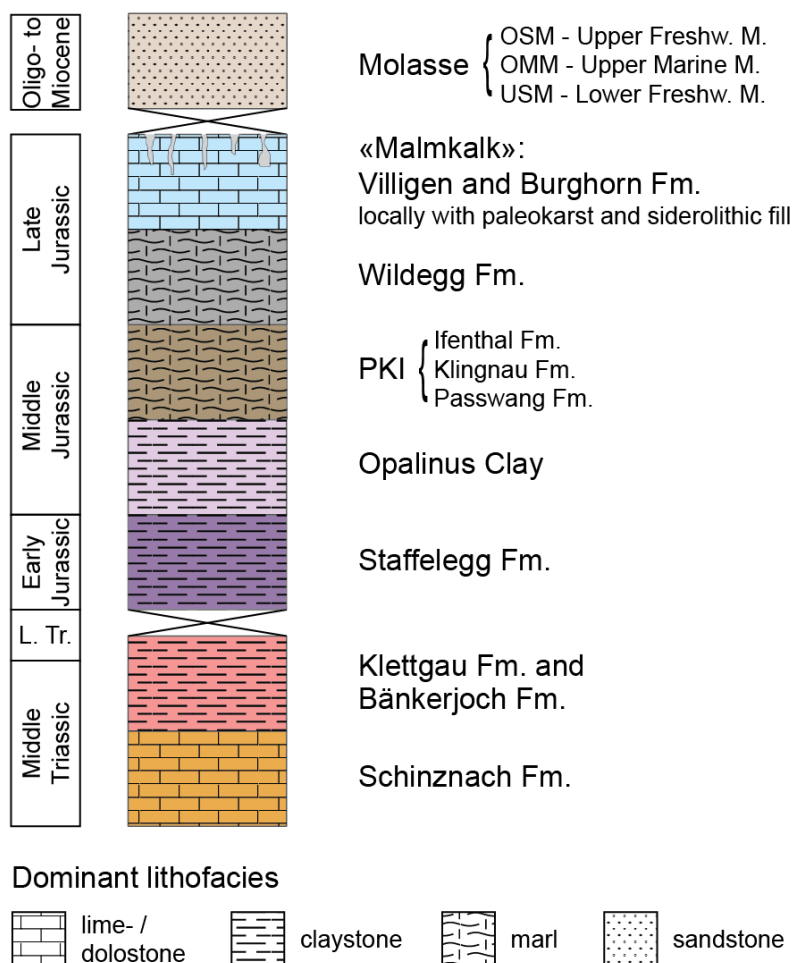 Oligo- to
Miocene
Molasse
OSM - Upper Freshw. M.
OMM - Upper Marine M.
USM - Lower Freshw. M.
Late
Jurassic
«Malmkalk»:
Villigen and Burghorn Fm.
locally with paleokarst and siderolithic fill
Wildegg Fm.
Middle
Jurassic
PKI
Ifenthal Fm.
Klingnau Fm.
Passwang Fm.
Opalinus Clay
Early
Jurassic
Staffelegg Fm.
L. Tr.
Klettgau Fm. and
Bänkerjoch Fm.
Middle
Triassic
Schinznach Fm.
Dominant lithofacies
lime- /
dolostone
claystone
marl
sandstone